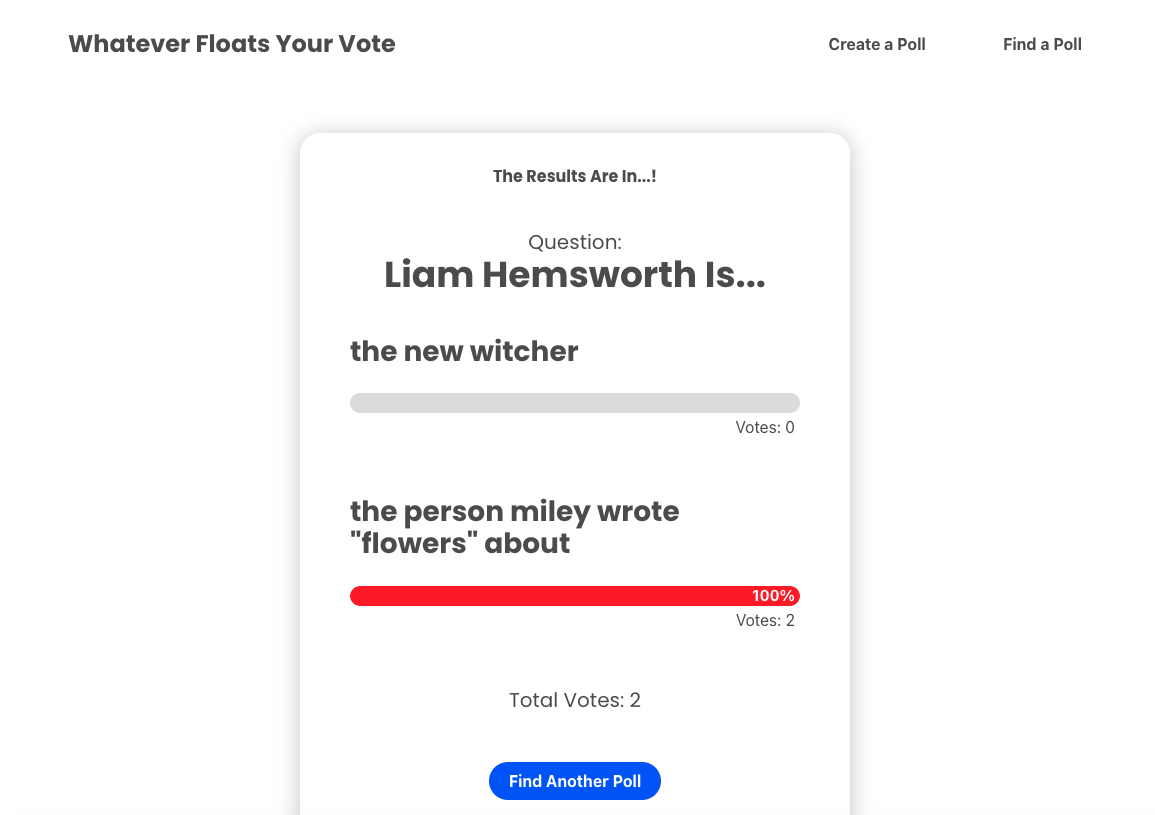 Whatever Floats Your Vote
Create a Poll
Find a Poll
The Results Are In...!
Question:
Liam Hemsworth Is...
the new witcher
Votes: 0
the person miley wrote
"flowers" about
100%
Votes: 2
Total Votes: 2
Find Another Poll